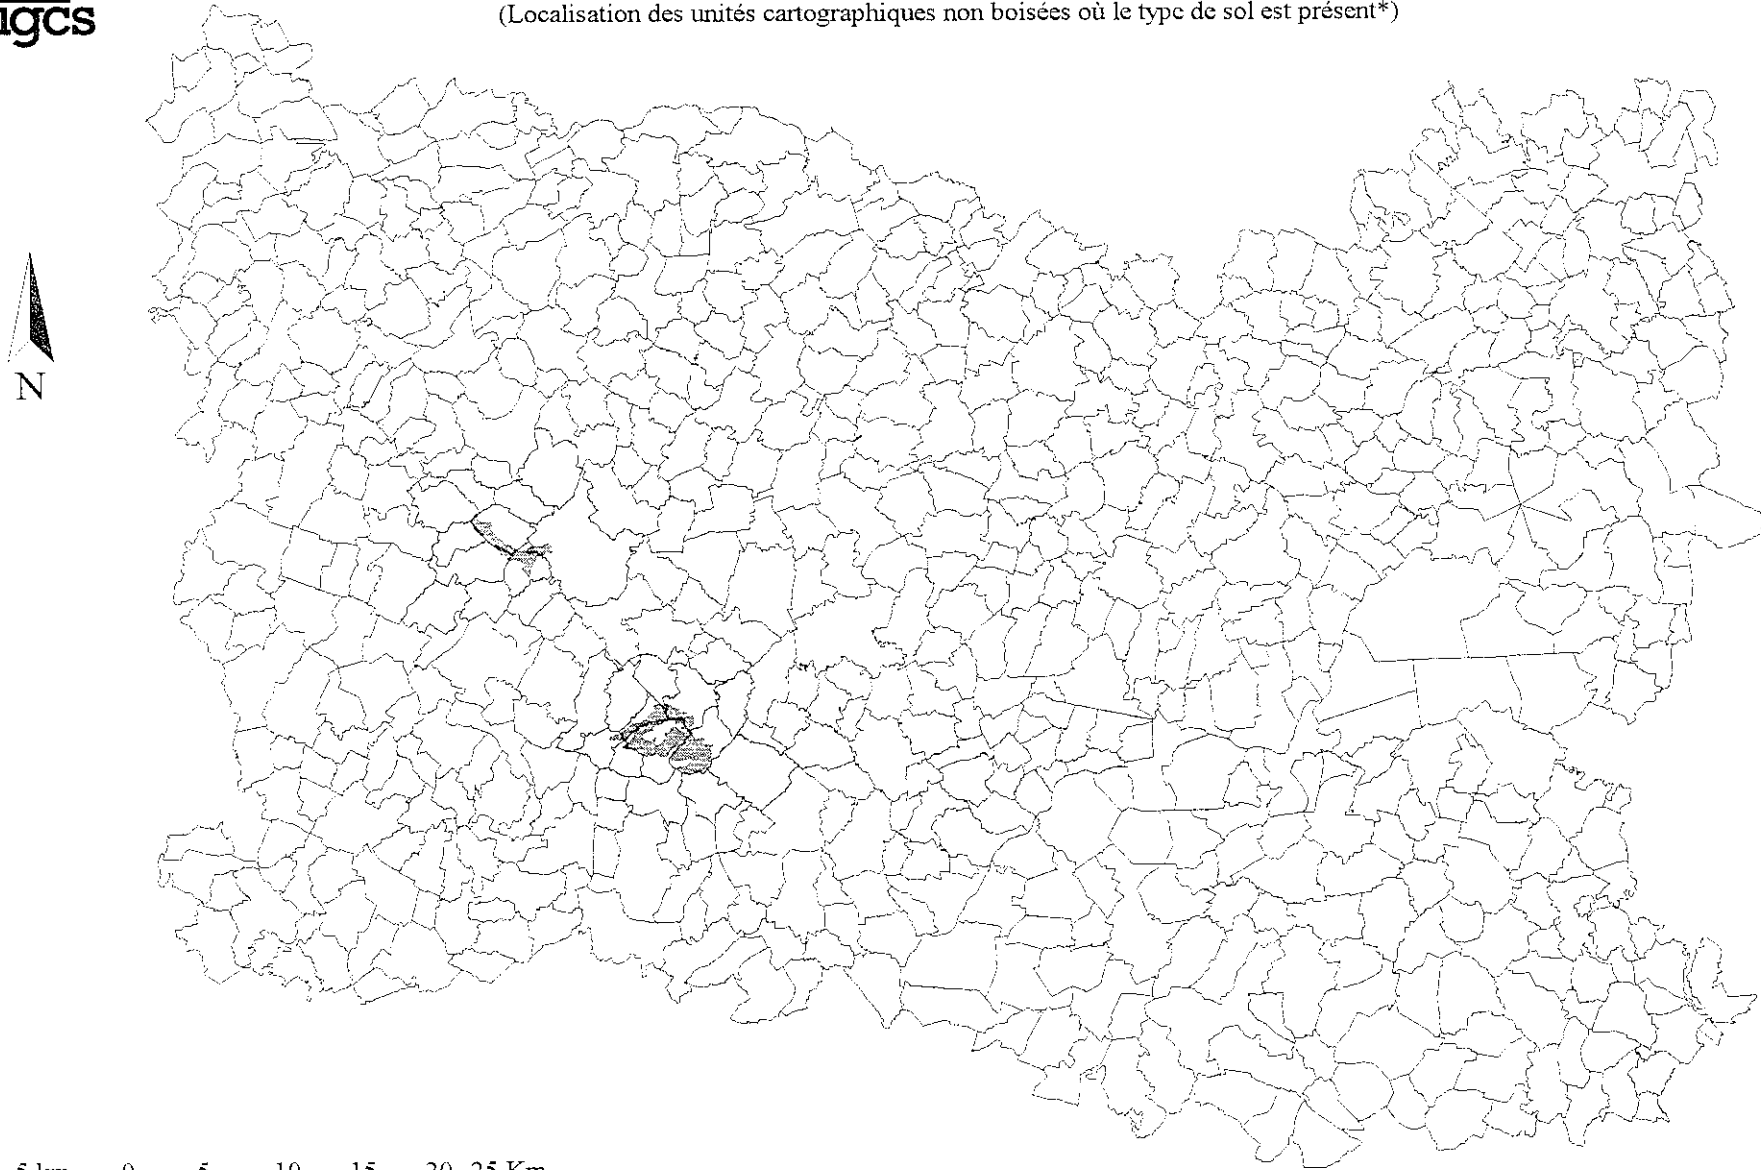 igcs
(Localisation des unités cartographiques non boisées où le type de sol est présent*)
N
5 km 0 5 10 15 20 25 Km